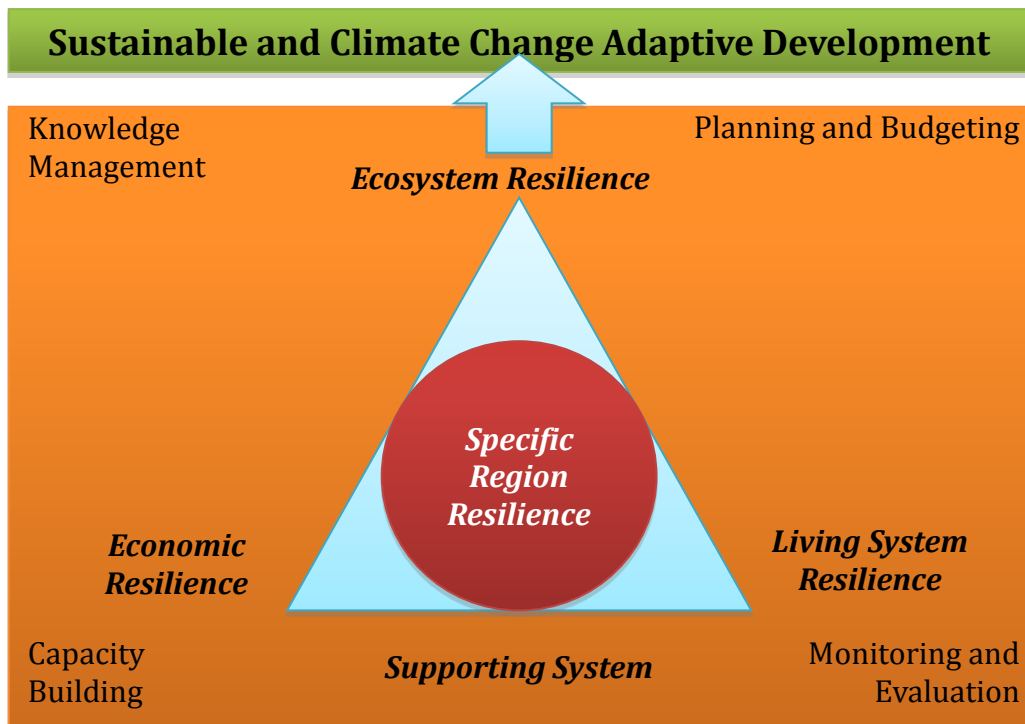 Sustainable and Climate Change Adaptive Development
Knowledge
Management
Planning and Budgeting
Ecosystem Resilience
Specific
Region
Resilience
Economic
Resilience
Living System
Resilience
Capacity
Building
Supporting System
Monitoring and
Evaluation